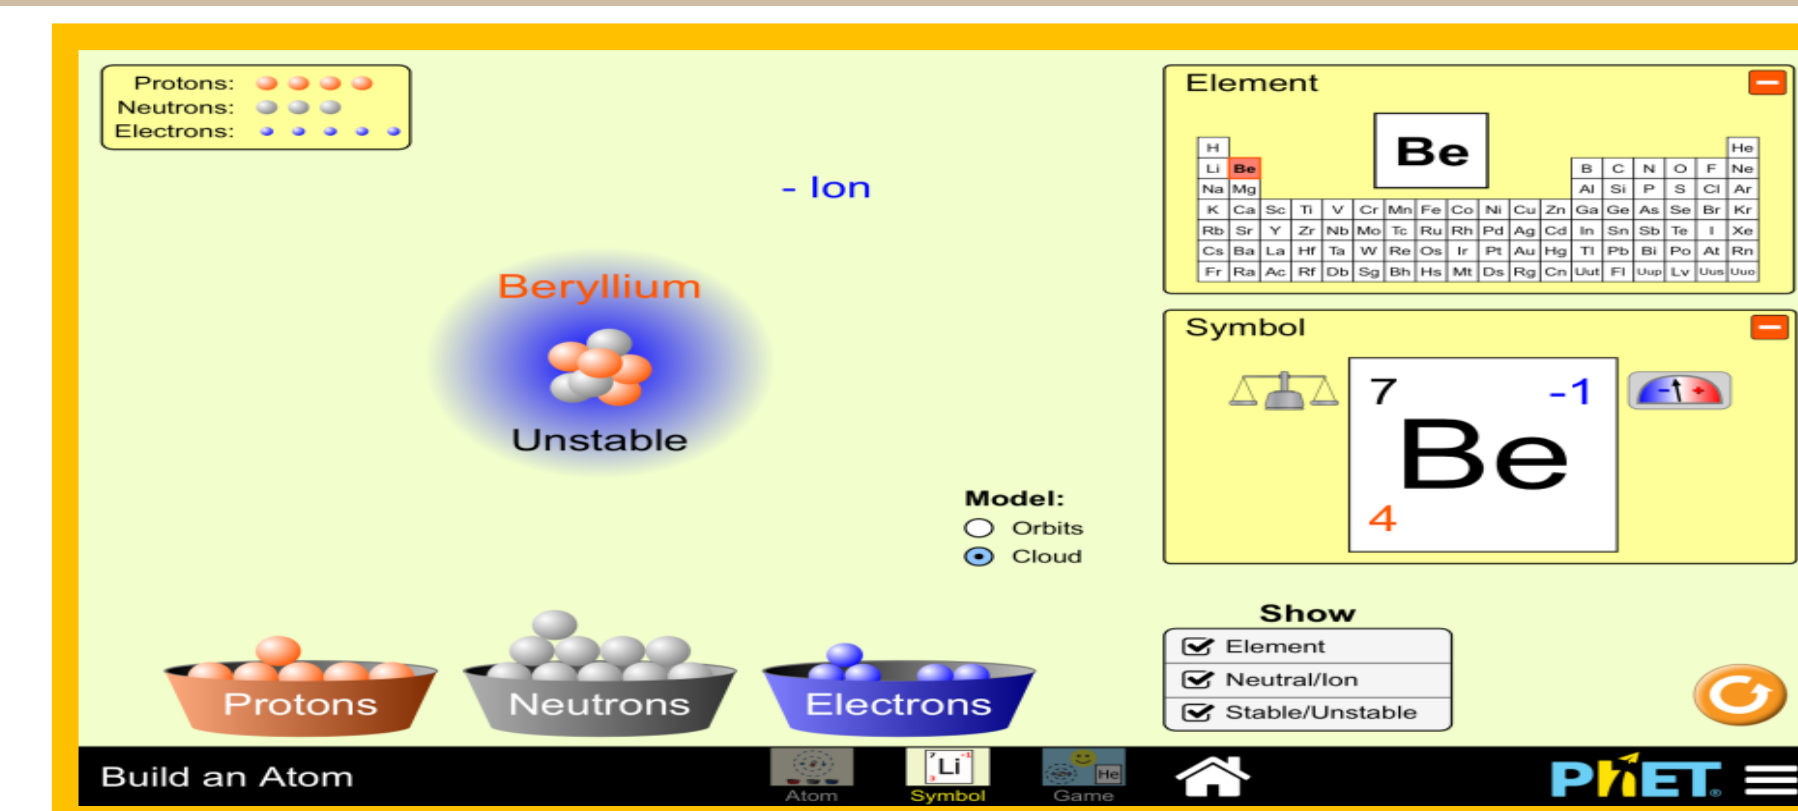 Protons:
Neutrons:
Electrons:
- Ion
Beryllium
Unstable
Model:
Orbits
Cloud
Protons
Neutrons
Electrons
Element
Be
H He
Li Be B C N O F Ne
Na Mg Al Si P S Cl Ar
K Ca Sc Ti V Cr Mn Fe Co Ni Cu Zn Ga Ge As Se Br Kr
Rb Sr Y Zr Nb Mo Tc Ru Rh Pd Ag Cd In Sn Sb Te I Xe
Cs Ba La Hf Ta W Re Os Ir Pt Au Hg Tl Pb Bi Po At Rn
Fr Ra Ac Rf Db Sg Bh Hs Mt Ds Rg Cn Uut Fl Uup Lv Uus Uuo
Symbol
7 -1
Be
4
- +
Show
Element
Neutral/Ion
Stable/Unstable
Build an Atom
Atom
7 -1
Li
3
Symbol
He
Game
PhET